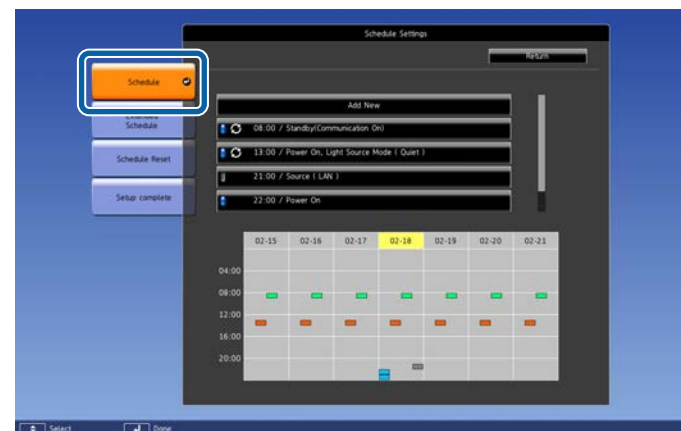 Schedule Settings
Return
Schedule
Add New
Schedule
08:00 / Standby(Communication On)
13:00 / Power On, Light Source Mode ( Quiet )
Schedule Reset
21:00 / Source ( LAN )
Setup complete
22:00 / Power On
02-15 02-16 02-17 02-18 02-19 02-20 02-21
04:00
08:00
12:00
16:00
20:00
Select Done